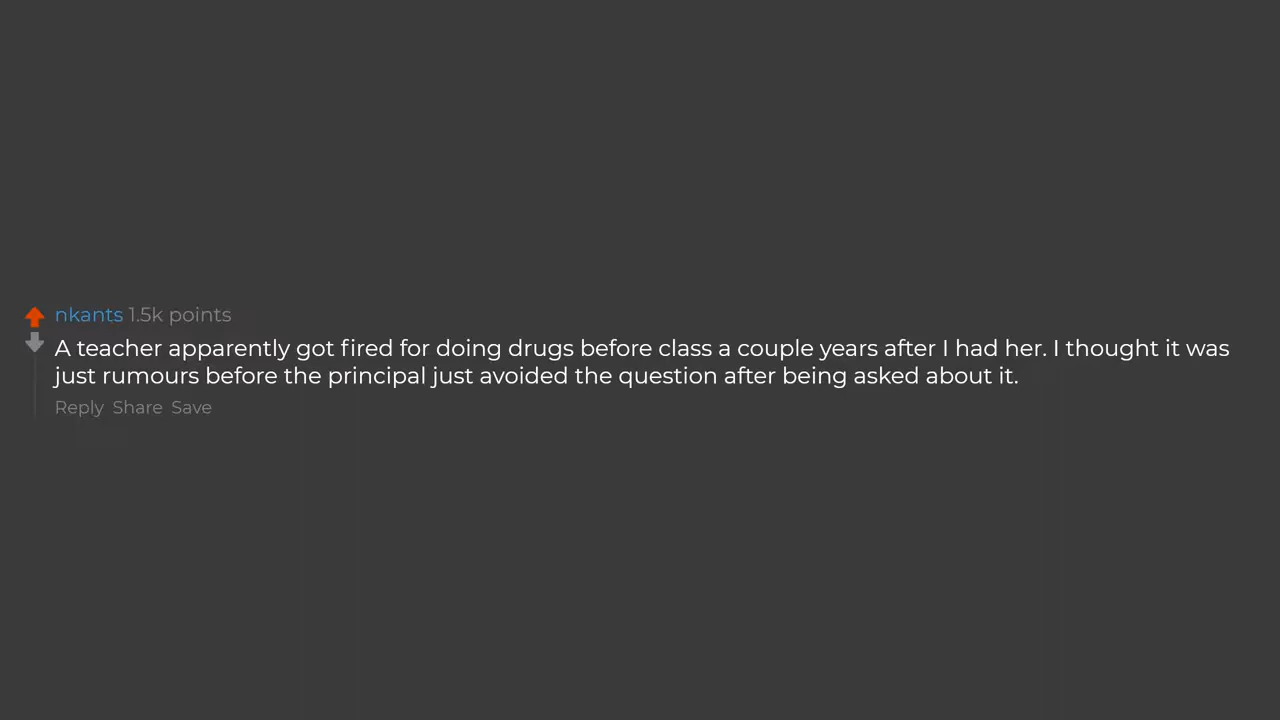 nkants 1.5k points
A teacher apparently got fired for doing drugs before class a couple years after I had her. I thought it was
just rumours before the principal just avoided the question after being asked about it.
Reply Share Save